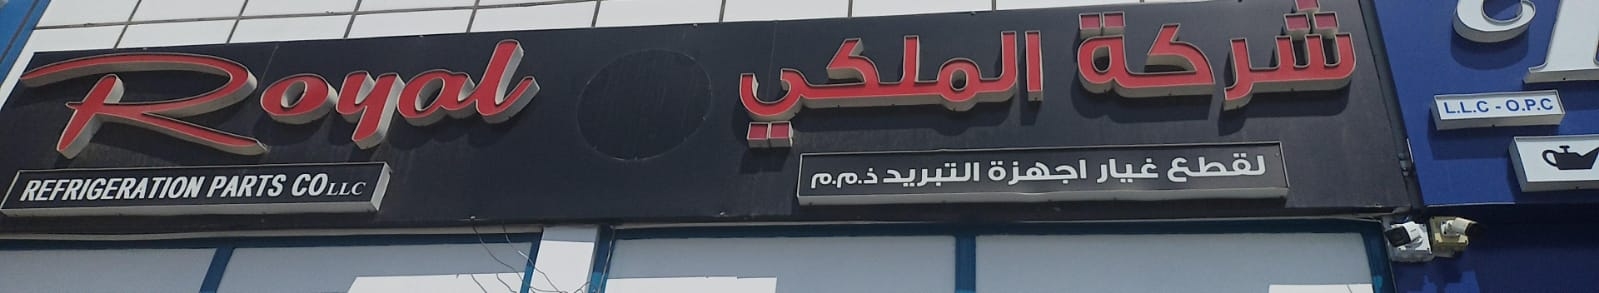 Royal
REFRIGERATION PARTS CO LLC
شركة الملكي
لقطع غيار اجهزة التبريد ذ.م.م
L.L.C - O.P.C